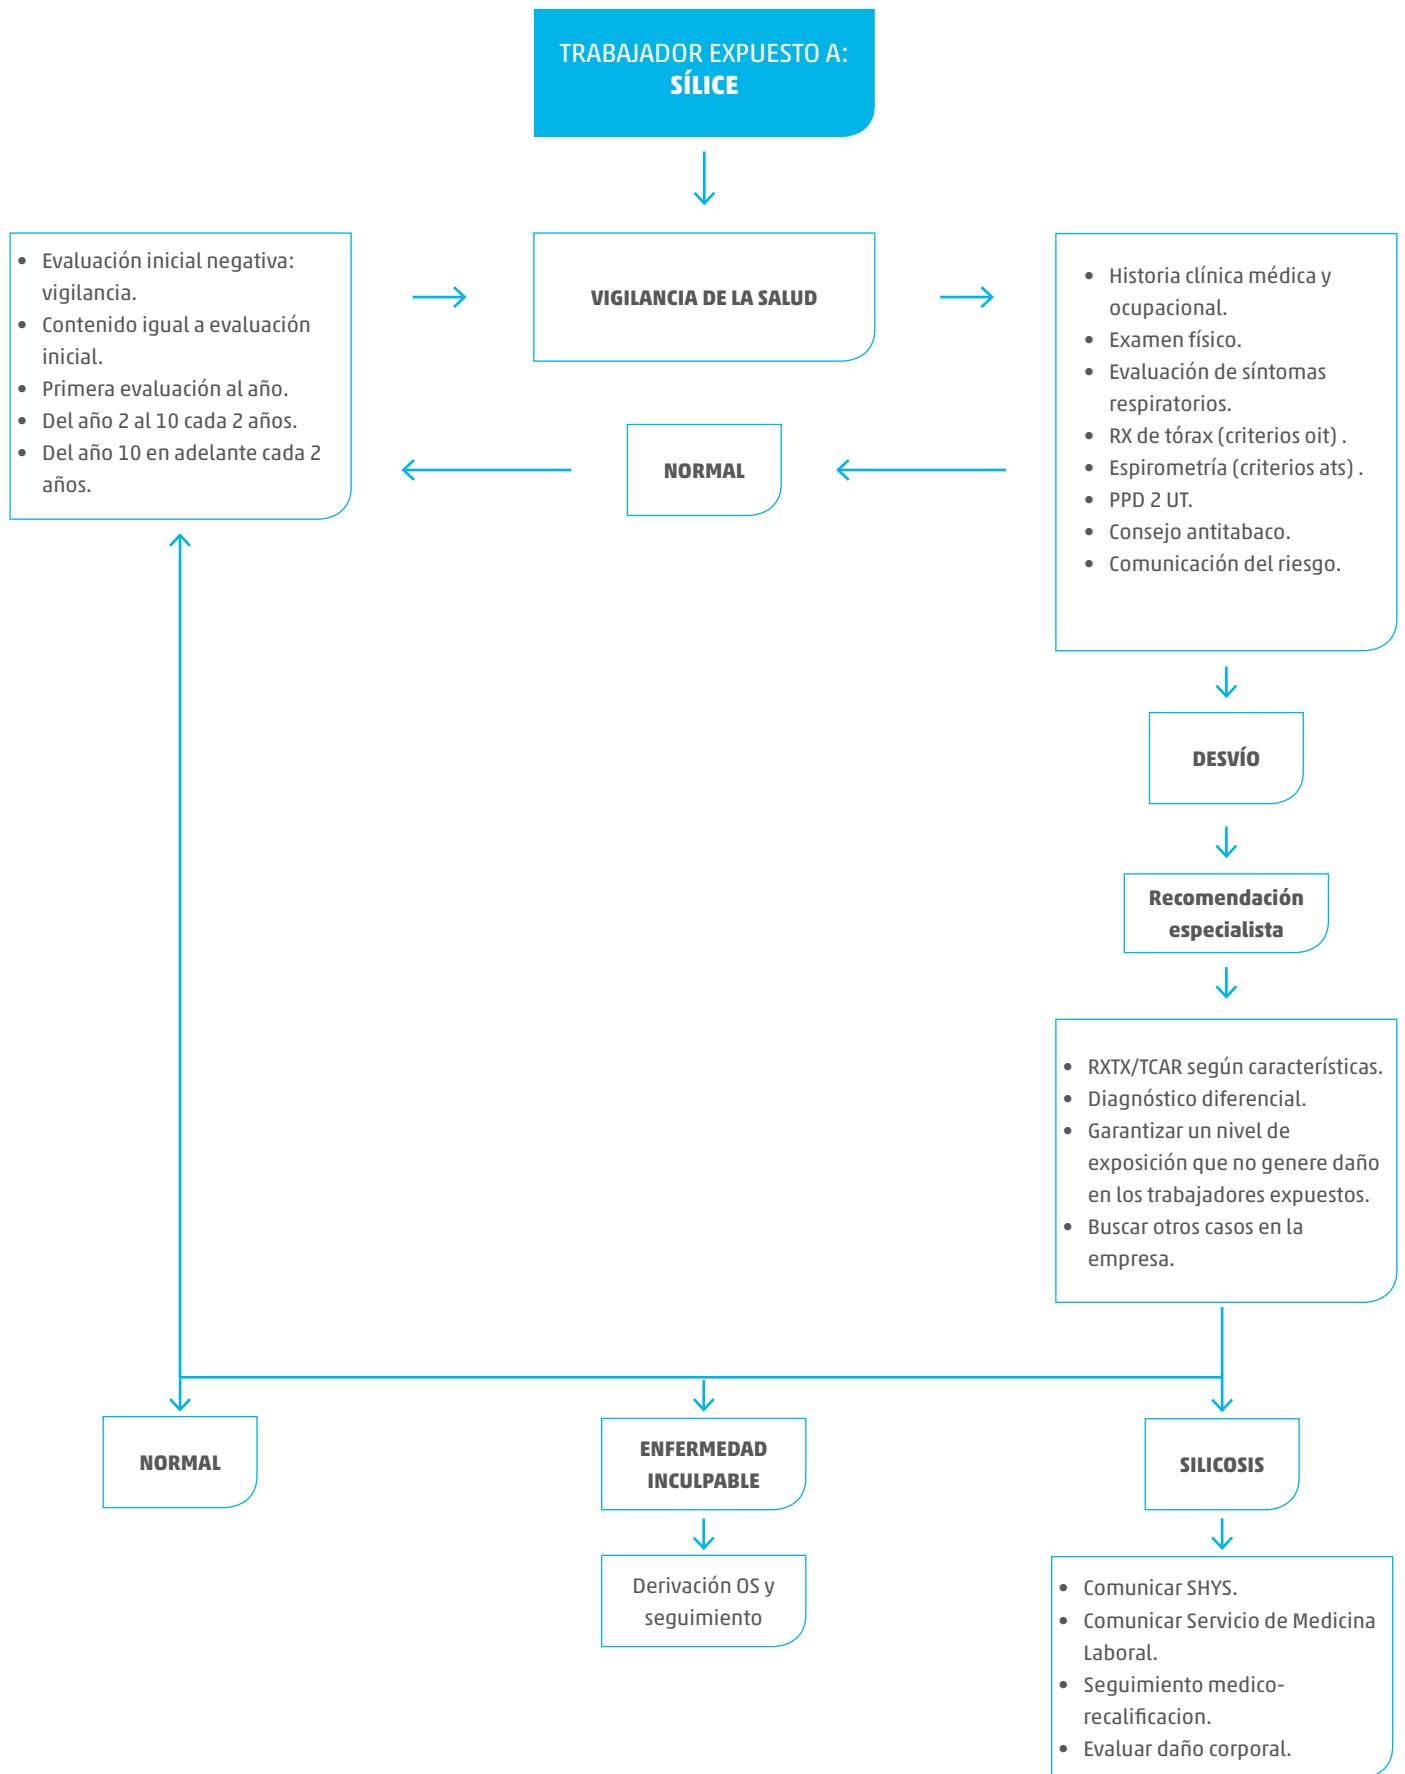 TRABAJADOR EXPUESTO A:
SÍLICE
• Evaluación inicial negativa:
vigilancia.
• Contenido igual a evaluación
inicial.
• Primera evaluación al año.
• Del año 2 al 10 cada 2 años.
• Del año 10 en adelante cada 2
años.
VIGILANCIA DE LA SALUD
• Historia clínica médica y
ocupacional.
• Examen físico.
• Evaluación de síntomas
respiratorios.
• RX de tórax (criterios oit) .
• Espirometría (criterios ats) .
• PPD 2 UT.
• Consejo antitabaco.
• Comunicación del riesgo.
NORMAL
DESVÍO
Recomendación
especialista
• RXTX/TCAR según características.
• Diagnóstico diferencial.
• Garantizar un nivel de
exposición que no genere daño
en los trabajadores expuestos.
• Buscar otros casos en la
empresa.
NORMAL
ENFERMEDAD
INCULPABLE
SILICOSIS
Derivación OS y
seguimiento
• Comunicar SHYS.
• Comunicar Servicio de Medicina
Laboral.
• Seguimiento medico-
recalificacion.
• Evaluar daño corporal.